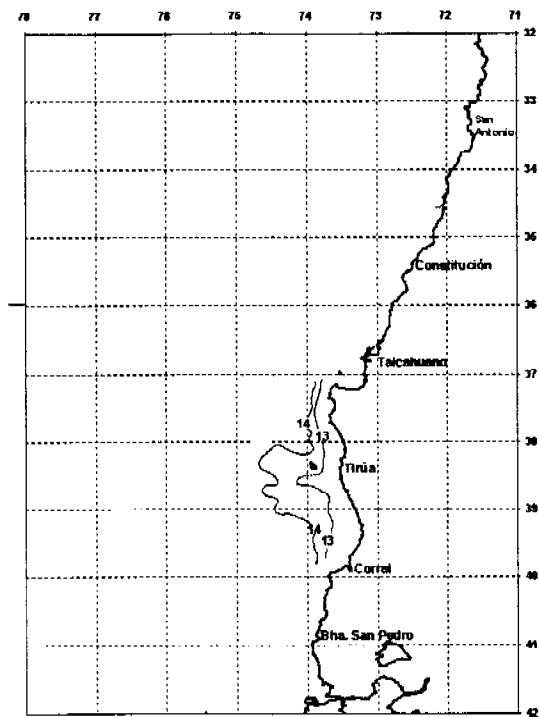 78 77 76 75 74 73 72 71
32
33
San
Antonio
34
35
Constitución
36
Talcahuano
37
14
13
38
Tirúa
39
14
13
Corral
40
Bha. San Pedro
41
42